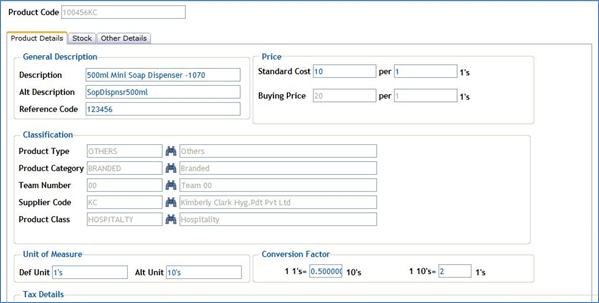 Product Code 100456KC
Product Details Stock Other Details
General Description
Description 500ml Mini Soap Dispenser -1070
Alt Description SopDispnsr500ml
Reference Code 123456
Price
Standard Cost 10 per 1 1's
Buying Price 20 per 1 1's
Classification
Product Type OTHERS Others
Product Category BRANDED Branded
Team Number 00 Team 00
Supplier Code KC Kimberly Clark Hyg.Pdt Pvt Ltd
Product Class HOSPITALTY Hospitality
Unit of Measure
Def Unit 1's Alt Unit 10's
Conversion Factor
1 1's= 0.50000 10's 1 10's= 2 1's
Tax Details